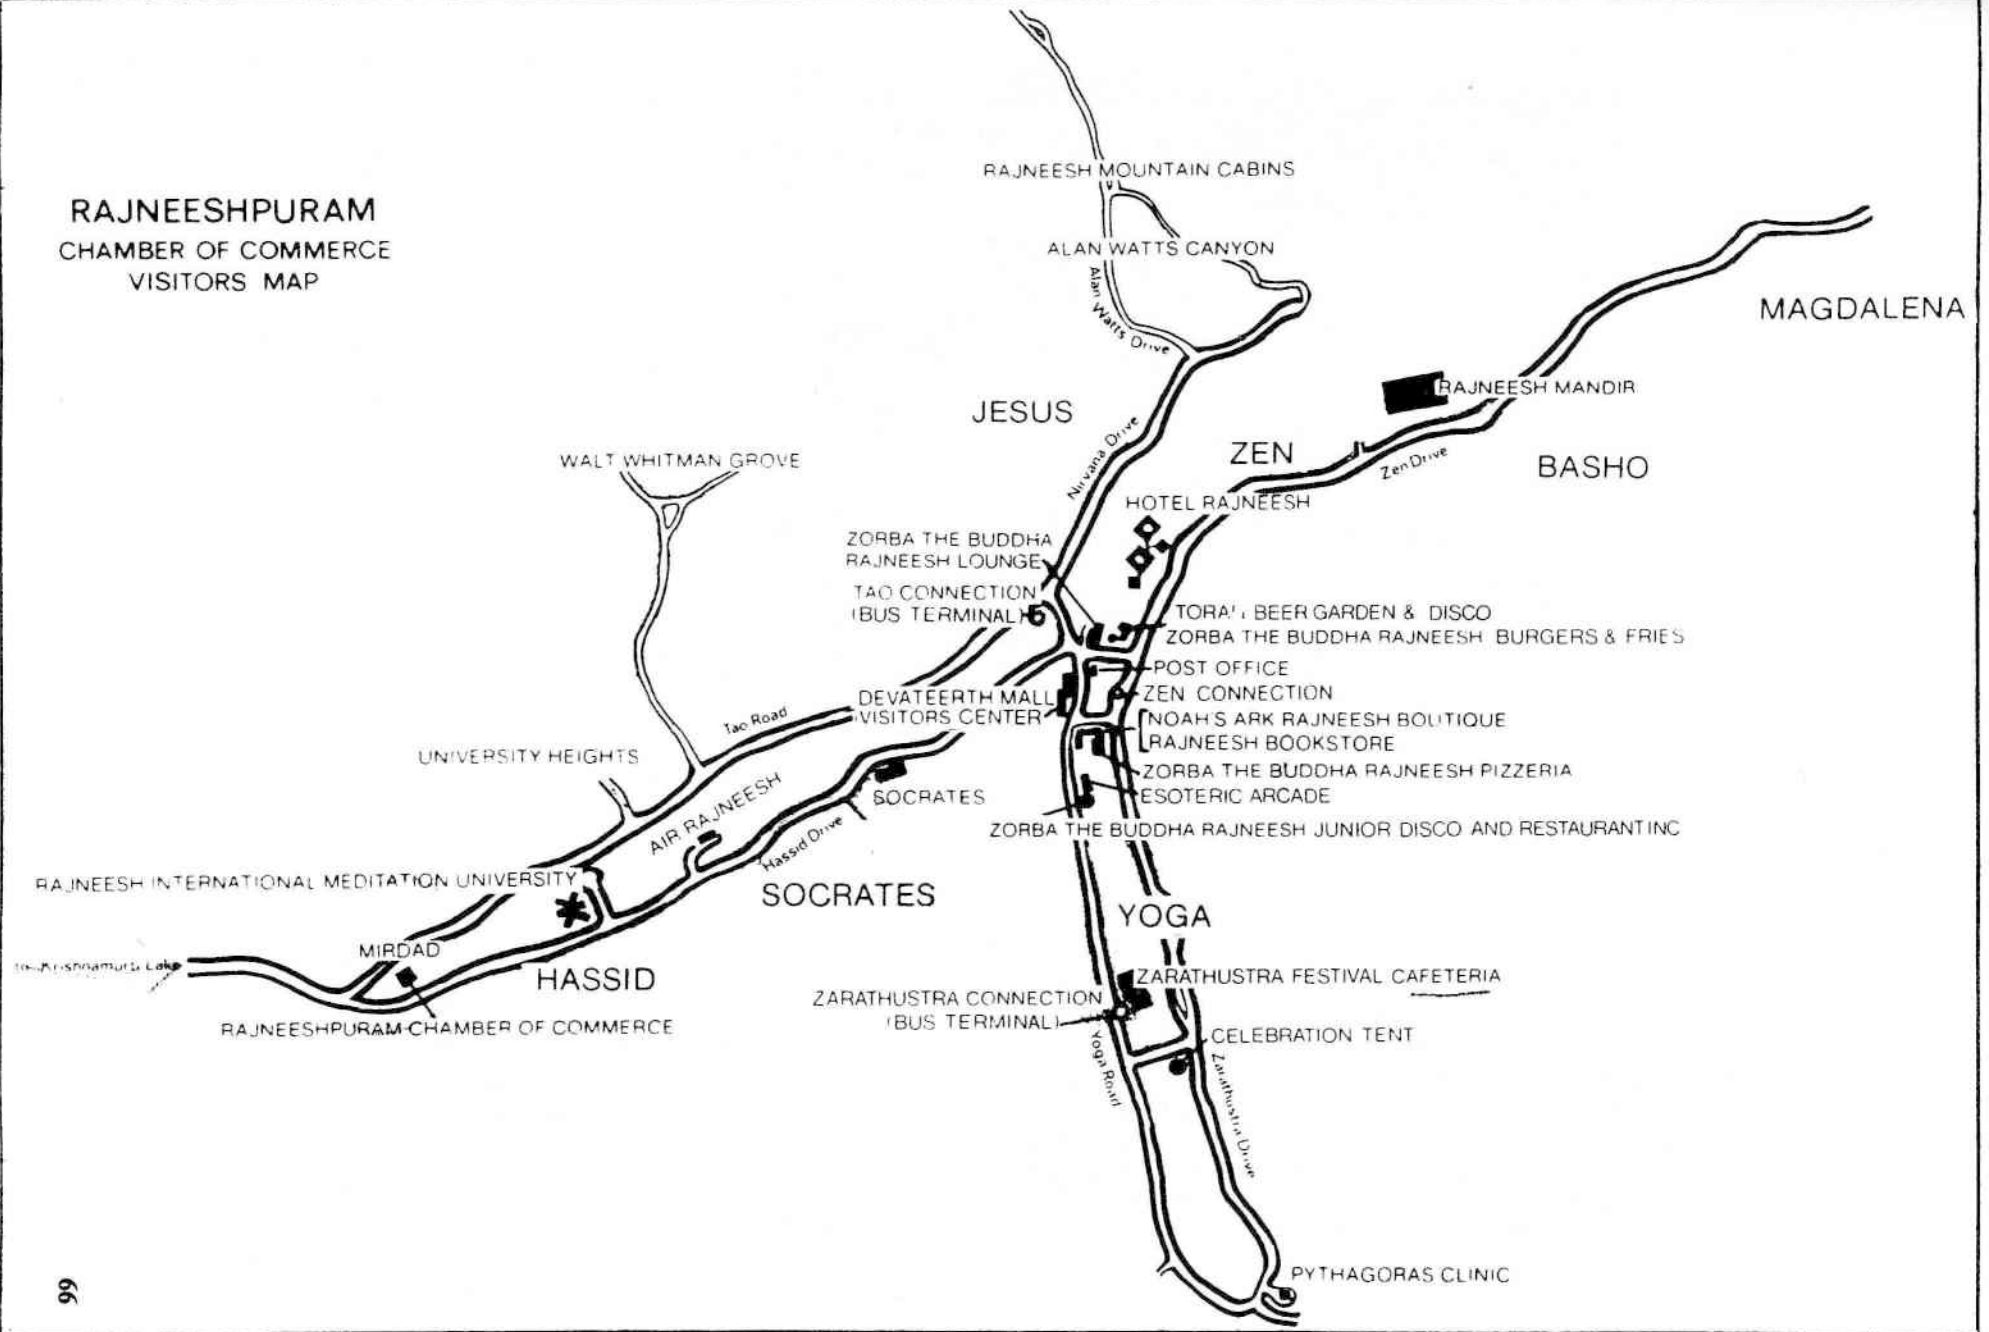 RAJNEESHPURAM
CHAMBER OF COMMERCE
VISITORS MAP
RAJNEESH MOUNTAIN CABINS
ALAN WATTS CANYON
Alan Watts Drive
MAGDALENA
RAJNEESH MANDIR
JESUS
Nirvana Drive
ZEN
Zen Drive
BASHO
WALT WHITMAN GROVE
HOTEL RAJNEESH
ZORBA THE BUDDHA
RAJNEESH LOUNGE
TAO CONNECTION
(BUS TERMINAL)
BEER GARDEN & DISCO
ZORBA THE BUDDHA RAJNEESH BURGERS & FRIES
POST OFFICE
DEVATEERTH MALL
ZEN CONNECTION
VISITORS CENTER
NOAH'S ARK RAJNEESH BOUTIQUE
RAJNEESH BOOKSTORE
Tao Road
UNIVERSITY HEIGHTS
ZORBA THE BUDDHA RAJNEESH PIZZERIA
ESOTERIC ARCADE
SOCRATES
AIR RAJNEESH
Hassid Drive
ZORBA THE BUDDHA RAJNEESH JUNIOR DISCO AND RESTAURANT INC
RAJNEESH INTERNATIONAL MEDITATION UNIVERSITY
SOCRATES
YOGA
MIRDAD
to Krishnamurti Lake
HASSID
ZARATHUSTRA FESTIVAL CAFETERIA
ZARATHUSTRA CONNECTION
(BUS TERMINAL)
RAJNEESHPURAM CHAMBER OF COMMERCE
CELEBRATION TENT
Yoga Road
Zarathustra Drive
PYTHAGORAS CLINIC